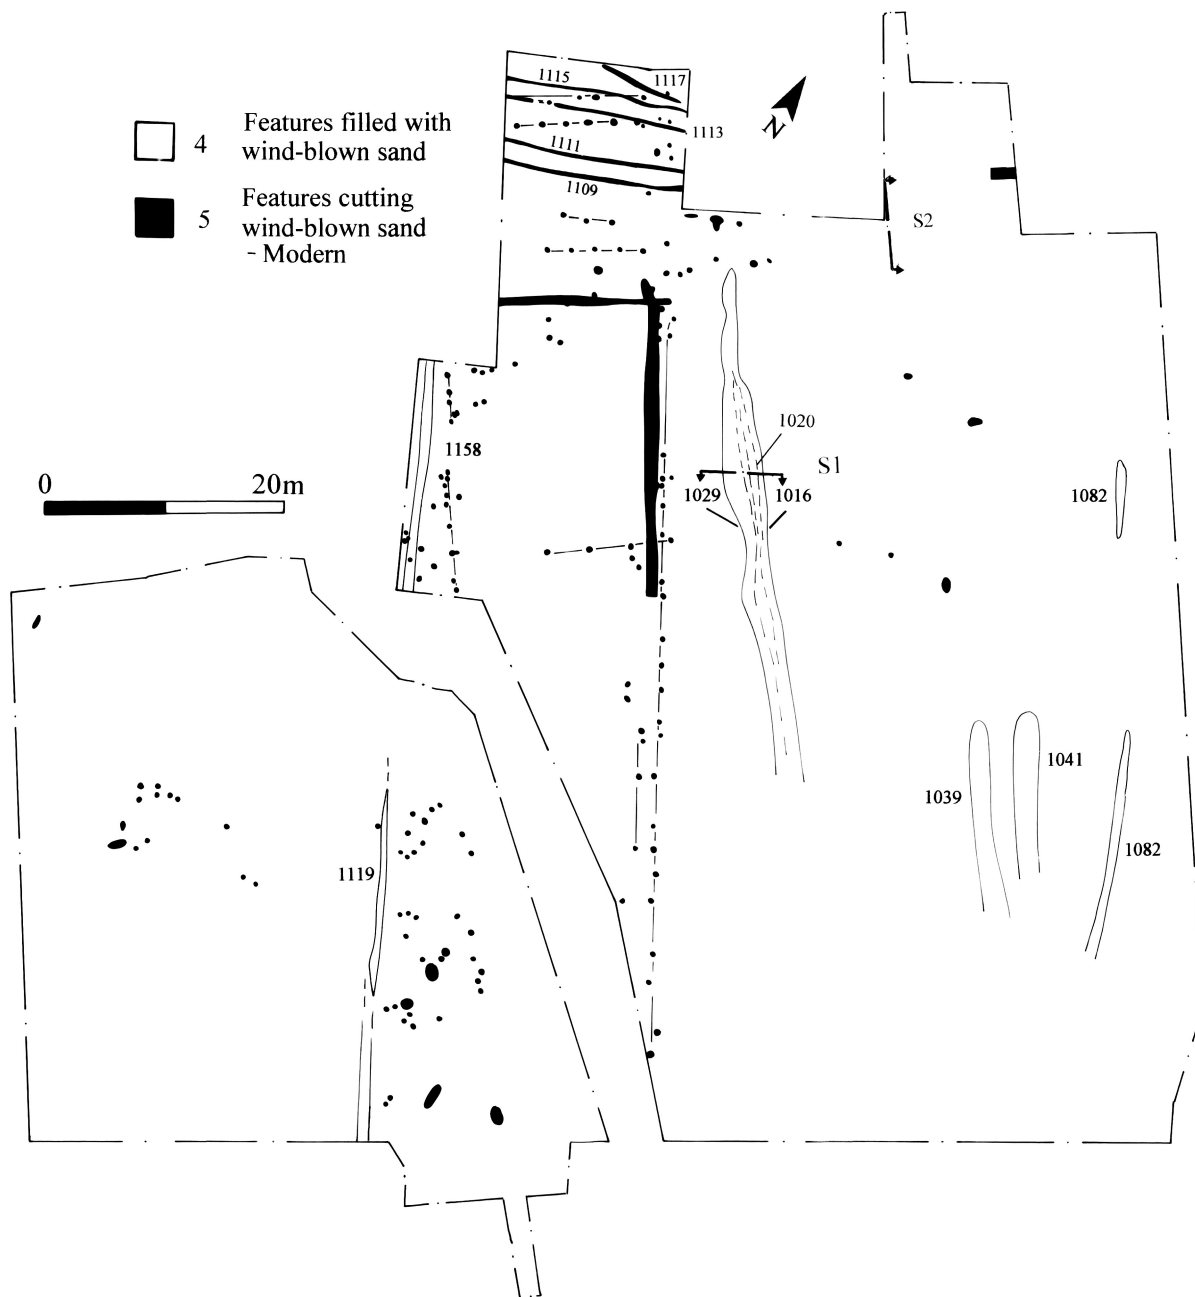 1115
1117
1113
1111
1109
N
4 Features filled with
wind-blown sand
5 Features cutting
wind-blown sand
- Modern
S2
1158
1020
S1
1029
1016
1082
0 20m
1039
1041
1119
1082